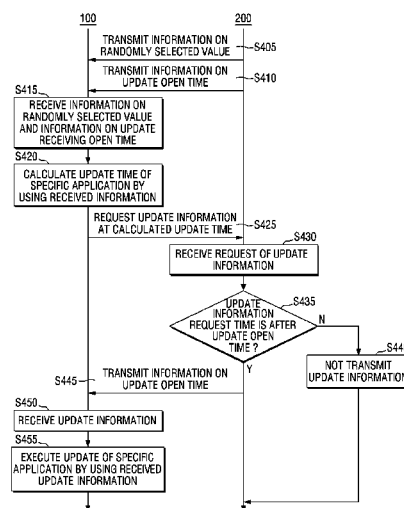 100
200
TRANSMIT INFORMATION ON
RANDOMLY SELECTED VALUE
S405
TRANSMIT INFORMATION ON
UPDATE OPEN TIME
S410
S415
RECEIVE INFORMATION ON
RANDOMLY SELECTED VALUE
AND INFORMATION ON UPDATE
RECEIVING OPEN TIME
S420
CALCULATE UPDATE TIME OF
SPECIFIC APPLICATION BY
USING RECEIVED INFORMATION
REQUEST UPDATE INFORMATION
AT CALCULATED UPDATE TIME
S425
S430
RECEIVE REQUEST OF UPDATE
INFORMATION
S435
UPDATE
INFORMATION
REQUEST TIME IS AFTER
UPDATE OPEN
TIME ?
N
Y
S44
NOT TRANSMIT
UPDATE INFORMATION
S445
TRANSMIT INFORMATION ON
UPDATE OPEN TIME
S450
RECEIVE UPDATE INFORMATION
S455
EXECUTE UPDATE OF SPECIFIC
APPLICATION BY USING RECEIVED
UPDATE INFORMATION